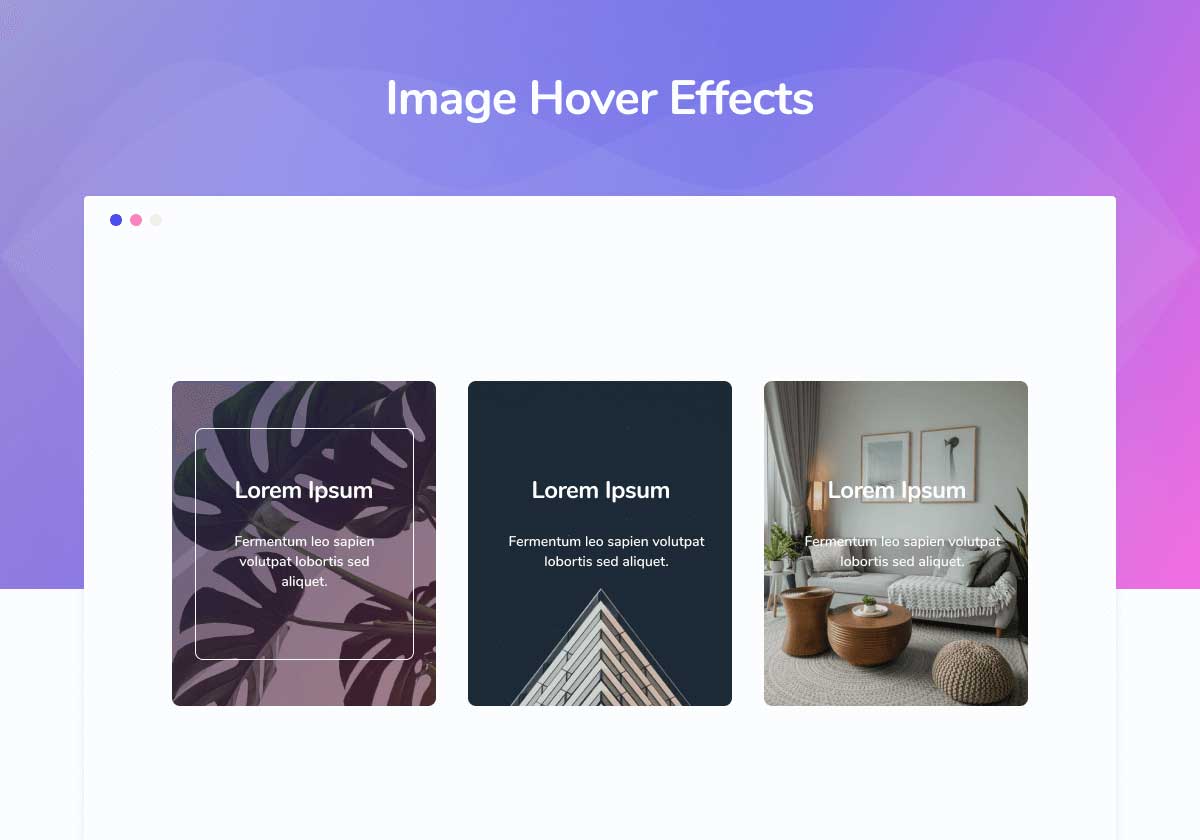 Image Hover Effects
Lorem Ipsum
Fermentum leo sapien
volutpat lobortis sed
aliquet.
Lorem Ipsum
Fermentum leo sapien volutpat
lobortis sed aliquet.
Lorem Ipsum
Fermentum leo sapien volutpat
lobortis sed aliquet.